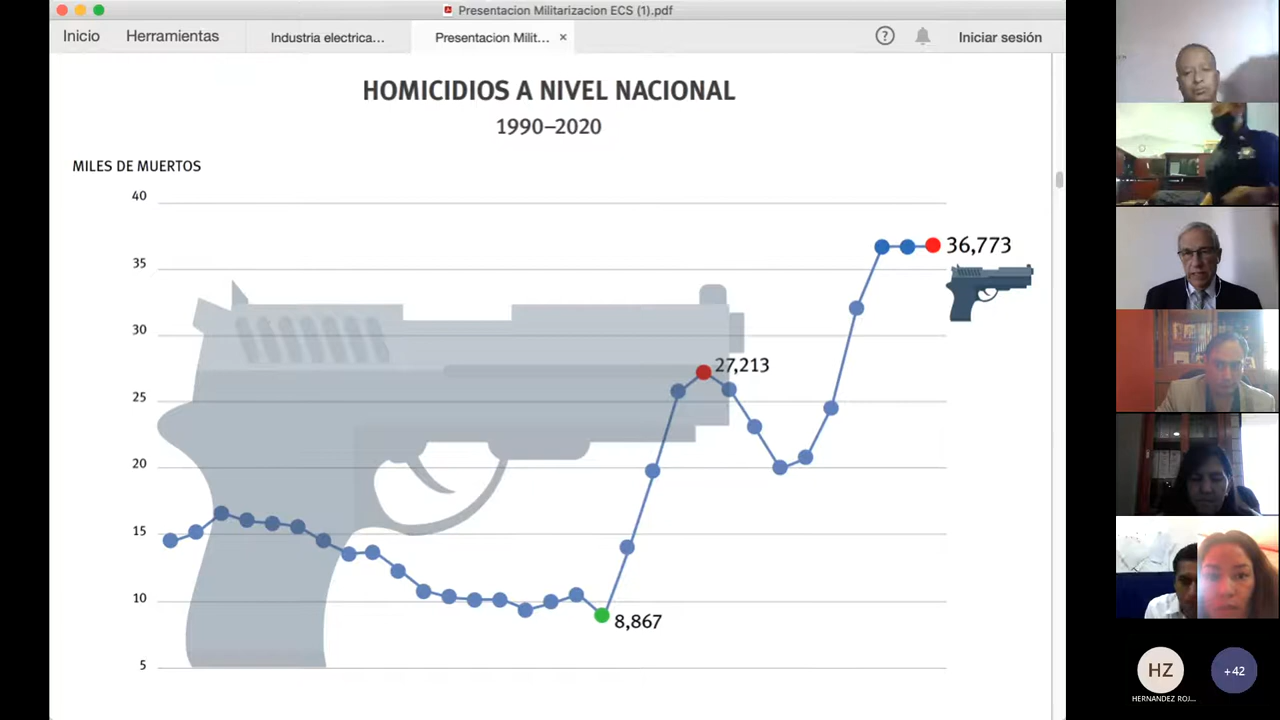 Presentacion Militarizacion ECS (1).pdf
Inicio
Herramientas
Industria electrica...
Presentacion Milit...
×
?
Iniciar sesión
HOMICIDIOS A NIVEL NACIONAL
1990–2020
MILES DE MUERTOS
40
36,773
35
30
27,213
25
20
15
10
8,867
5
HZ
+42
HERNANDEZ ROJ...